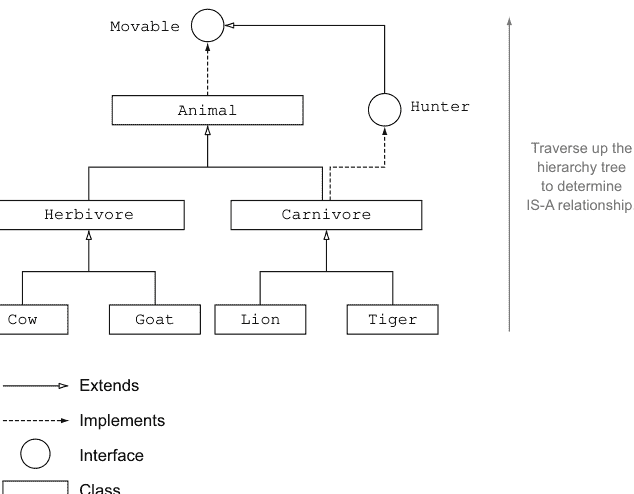 Movable
Animal
Hunter
Traverse up the
hierarchy tree
to determine
IS-A relationship
Herbivore
Carnivore
Cow
Goat
Lion
Tiger
Extends
Implements
Interface
Class